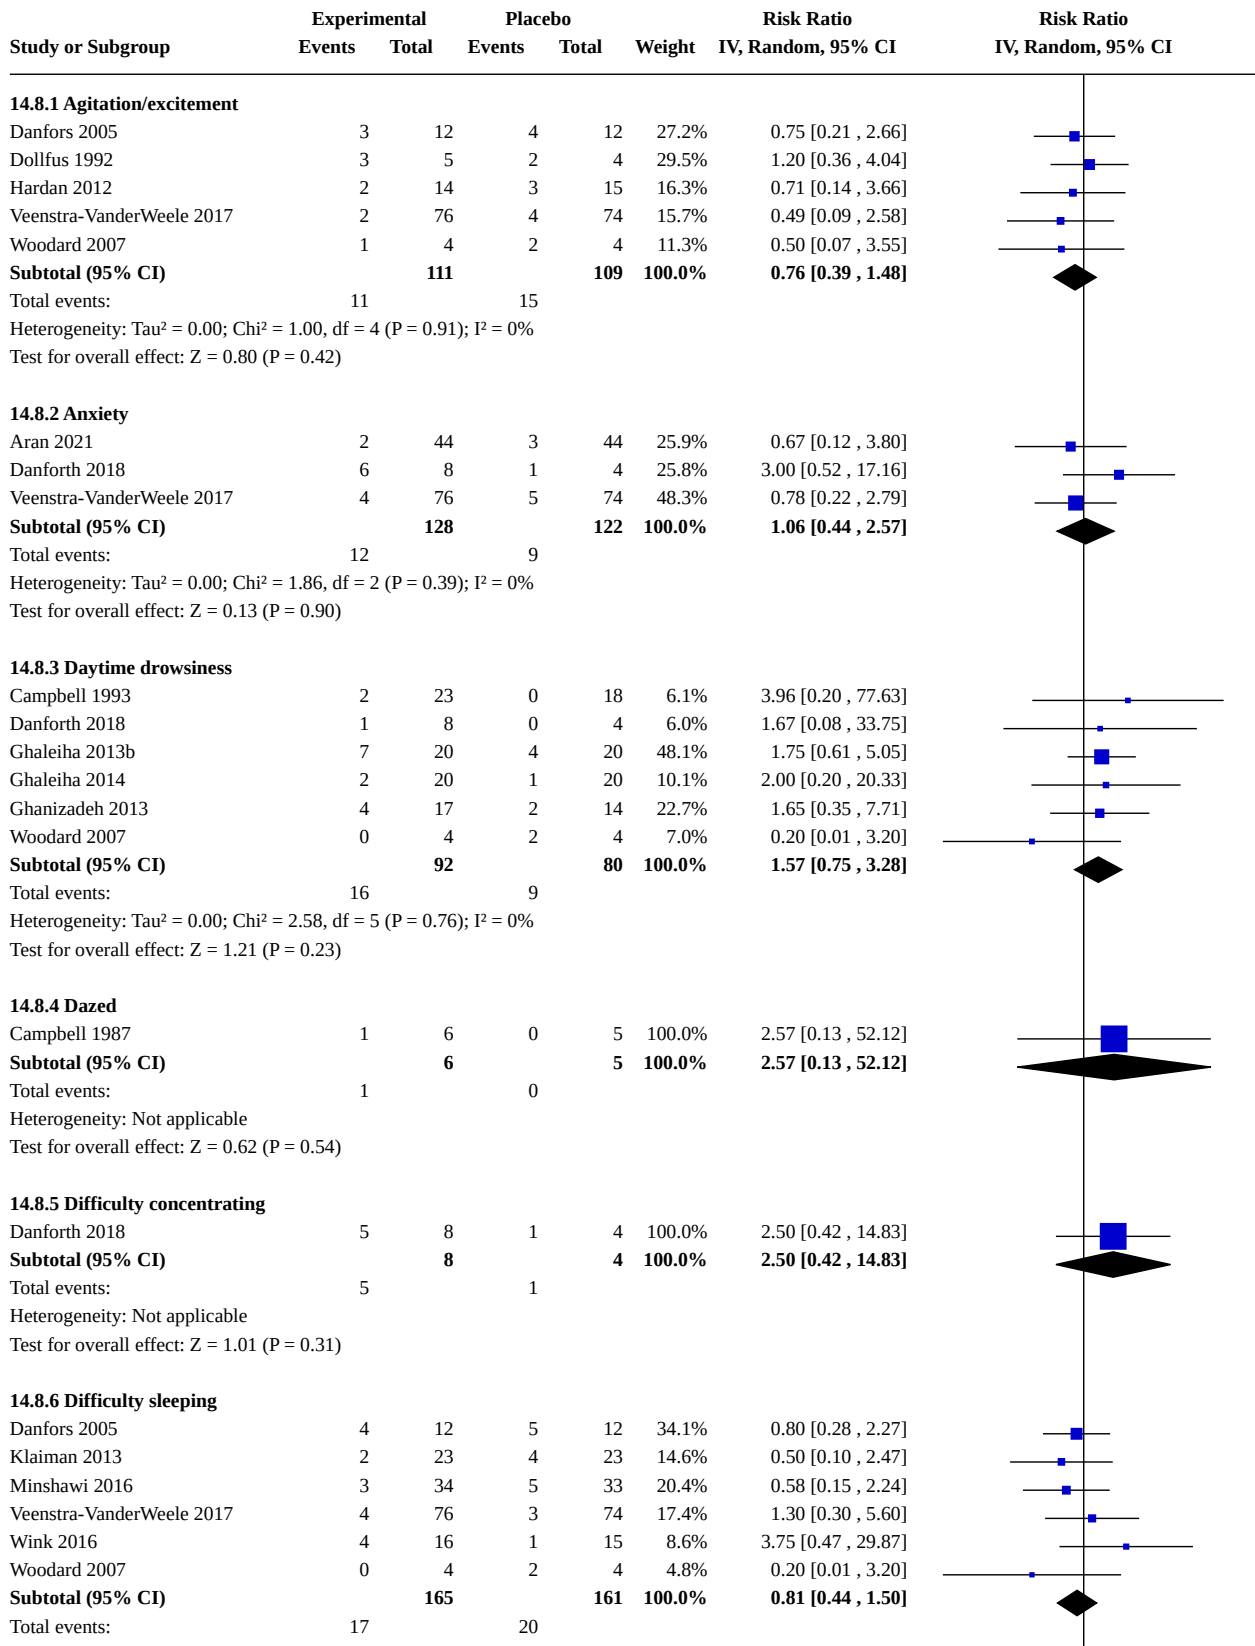 Experimental Placebo Risk Ratio Risk Ratio
Study or Subgroup Events Total Events Total Weight IV, Random, 95% CI IV, Random, 95% CI
14.8.1 Agitation/excitement
Danfors 2005 3 12 4 12 27.2% 0.75 [0.21 , 2.66]
Dollfus 1992 3 5 2 4 29.5% 1.20 [0.36 , 4.04]
Hardan 2012 2 14 3 15 16.3% 0.71 [0.14 , 3.66]
Veenstra-VanderWeele 2017 2 76 4 74 15.7% 0.49 [0.09 , 2.58]
Woodard 2007 1 4 2 4 11.3% 0.50 [0.07 , 3.55]
Subtotal (95% CI) 111 109 100.0% 0.76 [0.39 , 1.48]
Total events: 11 15
Heterogeneity: Tau² = 0.00; Chi² = 1.00, df = 4 (P = 0.91); I² = 0%
Test for overall effect: Z = 0.80 (P = 0.42)
14.8.2 Anxiety
Aran 2021 2 44 3 44 25.9% 0.67 [0.12 , 3.80]
Danforth 2018 6 8 1 4 25.8% 3.00 [0.52 , 17.16]
Veenstra-VanderWeele 2017 4 76 5 74 48.3% 0.78 [0.22 , 2.79]
Subtotal (95% CI) 128 122 100.0% 1.06 [0.44 , 2.57]
Total events: 12 9
Heterogeneity: Tau² = 0.00; Chi² = 1.86, df = 2 (P = 0.39); I² = 0%
Test for overall effect: Z = 0.13 (P = 0.90)
14.8.3 Daytime drowsiness
Campbell 1993 2 23 0 18 6.1% 3.96 [0.20 , 77.63]
Danforth 2018 1 8 0 4 6.0% 1.67 [0.08 , 33.75]
Ghaleiha 2013b 7 20 4 20 48.1% 1.75 [0.61 , 5.05]
Ghaleiha 2014 2 20 1 20 10.1% 2.00 [0.20 , 20.33]
Ghanizadeh 2013 4 17 2 14 22.7% 1.65 [0.35 , 7.71]
Woodard 2007 0 4 2 4 7.0% 0.20 [0.01 , 3.20]
Subtotal (95% CI) 92 80 100.0% 1.57 [0.75 , 3.28]
Total events: 16 9
Heterogeneity: Tau² = 0.00; Chi² = 2.58, df = 5 (P = 0.76); I² = 0%
Test for overall effect: Z = 1.21 (P = 0.23)
14.8.4 Dazed
Campbell 1987 1 6 0 5 100.0% 2.57 [0.13 , 52.12]
Subtotal (95% CI) 6 5 100.0% 2.57 [0.13 , 52.12]
Total events: 1 0
Heterogeneity: Not applicable
Test for overall effect: Z = 0.62 (P = 0.54)
14.8.5 Difficulty concentrating
Danforth 2018 5 8 1 4 100.0% 2.50 [0.42 , 14.83]
Subtotal (95% CI) 8 4 100.0% 2.50 [0.42 , 14.83]
Total events: 5 1
Heterogeneity: Not applicable
Test for overall effect: Z = 1.01 (P = 0.31)
14.8.6 Difficulty sleeping
Danfors 2005 4 12 5 12 34.1% 0.80 [0.28 , 2.27]
Klaiman 2013 2 23 4 23 14.6% 0.50 [0.10 , 2.47]
Minshawi 2016 3 34 5 33 20.4% 0.58 [0.15 , 2.24]
Veenstra-VanderWeele 2017 4 76 3 74 17.4% 1.30 [0.30 , 5.60]
Wink 2016 4 16 1 15 8.6% 3.75 [0.47 , 29.87]
Woodard 2007 0 4 2 4 4.8% 0.20 [0.01 , 3.20]
Subtotal (95% CI) 165 161 100.0% 0.81 [0.44 , 1.50]
Total events: 17 20